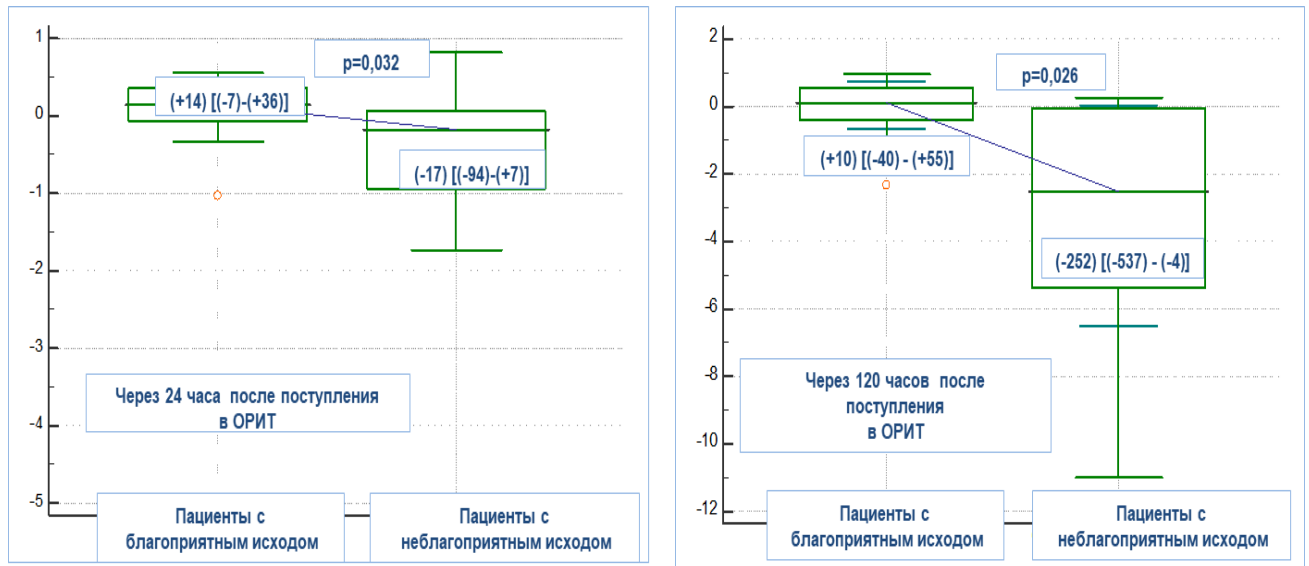 1
0
-1
-2
-3
-4
-5
p=0,032
(+14) [(-7)-(+36)]
(-17) [(-94)-(+7)]
Через 24 часа после поступления
в ОРИТ
Пациенты с
благоприятным исходом
Пациенты с
неблагоприятным исходом
2
0
-2
-4
-6
-8
-10
-12
p=0,026
(+10) [(-40) - (+55)]
(-252) [(-537) - (-4)]
Через 120 часов после
поступления
в ОРИТ
Пациенты с
благоприятным исходом
Пациенты с
неблагоприятным исходом